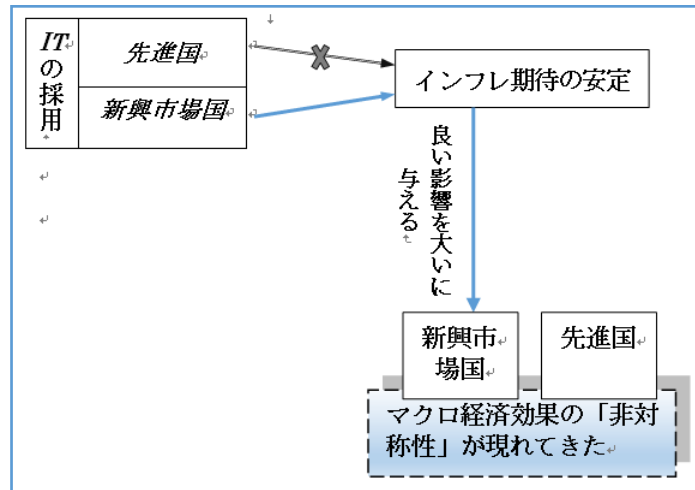 ITの採用
先進国
新興市場国
インフレ期待の安定
良い影響を大いに
与える
新興市
場国
先進国
マクロ経済効果の「非対
称性」が現れてきた